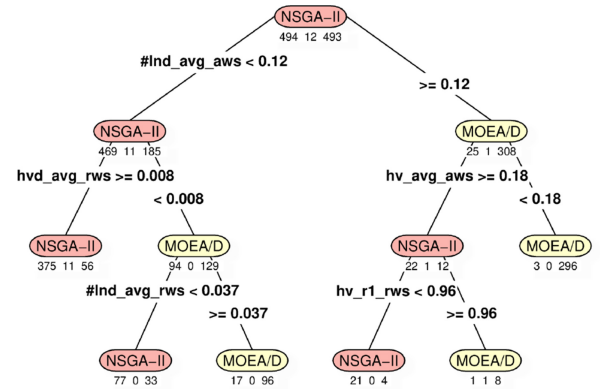 NSGA-II
494 12 493
#lnd_avg_aws < 0.12
>= 0.12
NSGA-II
469 11 185
MOEA/D
25 1 308
hvd_avg_rws >= 0.008
< 0.008
hv_avg_aws >= 0.18
< 0.18
NSGA-II
375 11 56
MOEA/D
94 0 129
NSGA-II
22 1 12
MOEA/D
3 0 296
#lnd_avg_rws < 0.037
>= 0.037
hv_r1_rws < 0.96
>= 0.96
NSGA-II
77 0 33
MOEA/D
17 0 96
NSGA-II
21 0 4
MOEA/D
1 1 8